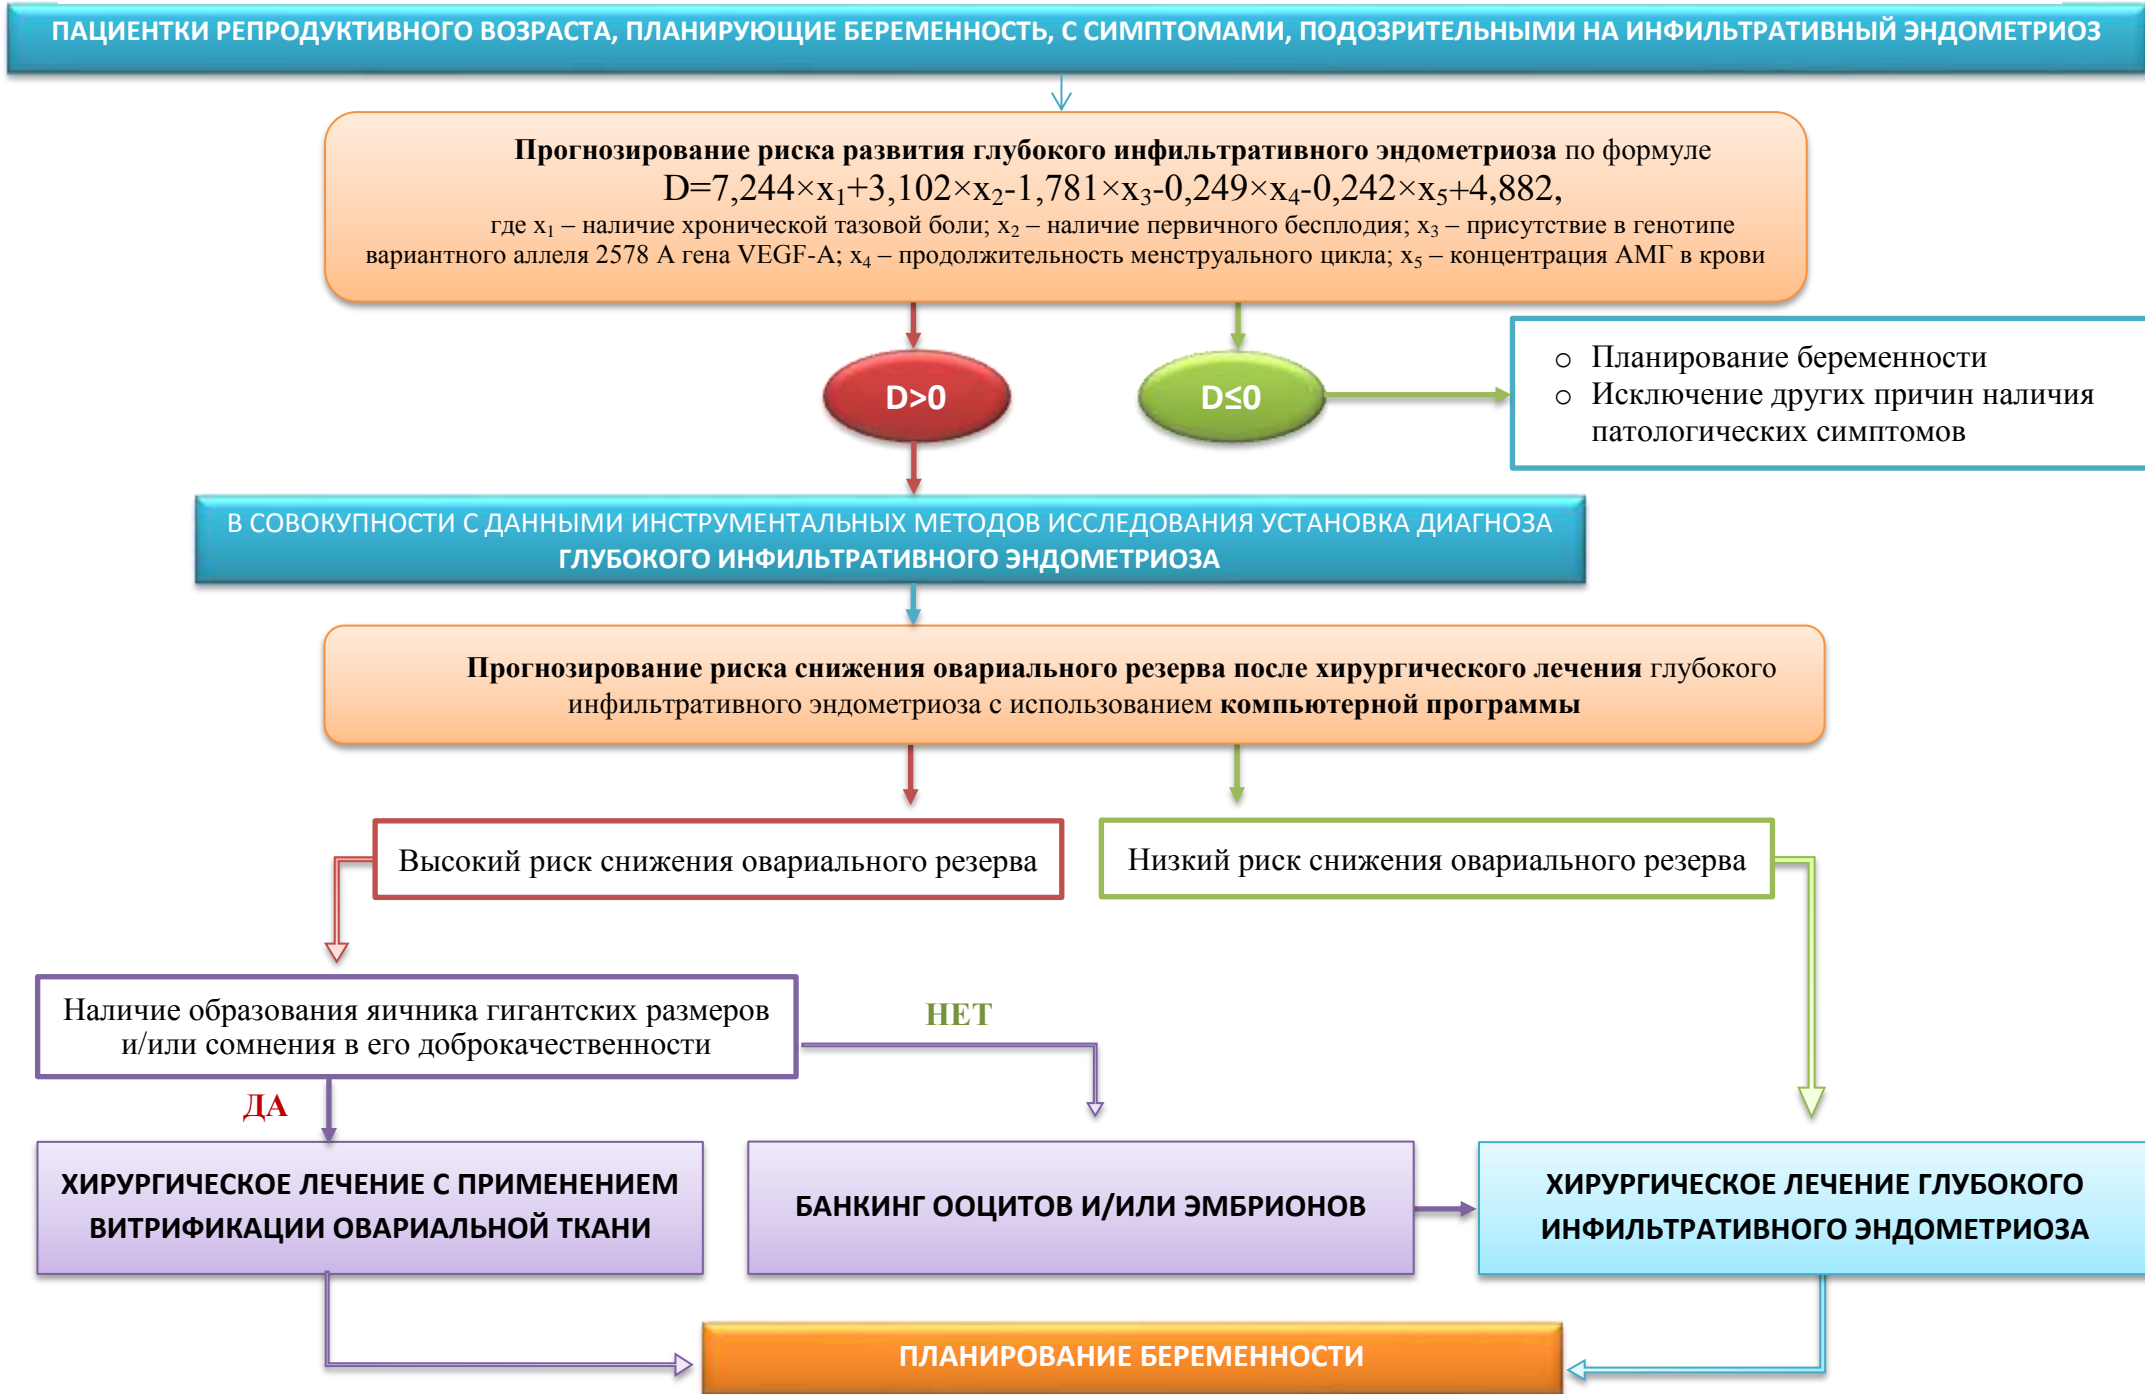 ПАЦИЕНТКИ РЕПРОДУКТИВНОГО ВОЗРАСТА, ПЛАНИРУЮЩИЕ БЕРЕМЕННОСТЬ, С СИМПТОМАМИ, ПОДОЗРИТЕЛЬНЫМИ НА ИНФИЛЬТРАТИВНЫЙ ЭНДОМЕТРИОЗ
Прогнозирование риска развития глубокого инфильтративного эндометриоза по формуле
D=7,244×x₁+3,102×x₂-1,781×x₃-0,249×x₄-0,242×x₅+4,882,
где x₁ – наличие хронической тазовой боли; x₂ – наличие первичного бесплодия; x₃ – присутствие в генотипе
вариантного аллеля 2578 А гена VEGF-A; x₄ – продолжительность менструального цикла; x₅ – концентрация АМГ в крови
D>0
D≤0
○ Планирование беременности
○ Исключение других причин наличия
патологических симптомов
В СОВОКУПНОСТИ С ДАННЫМИ ИНСТРУМЕНТАЛЬНЫХ МЕТОДОВ ИССЛЕДОВАНИЯ УСТАНОВКА ДИАГНОЗА
ГЛУБОКОГО ИНФИЛЬТРАТИВНОГО ЭНДОМЕТРИОЗА
Прогнозирование риска снижения овариального резерва после хирургического лечения глубокого
инфильтративного эндометриоза с использованием компьютерной программы
Высокий риск снижения овариального резерва
Низкий риск снижения овариального резерва
Наличие образования яичника гигантских размеров
и/или сомнения в его доброкачественности
НЕТ
ДА
ХИРУРГИЧЕСКОЕ ЛЕЧЕНИЕ С ПРИМЕНЕНИЕМ
ВИТРИФИКАЦИИ ОВАРИАЛЬНОЙ ТКАНИ
БАНКИНГ ООЦИТОВ И/ИЛИ ЭМБРИОНОВ
ХИРУРГИЧЕСКОЕ ЛЕЧЕНИЕ ГЛУБОКОГО
ИНФИЛЬТРАТИВНОГО ЭНДОМЕТРИОЗА
ПЛАНИРОВАНИЕ БЕРЕМЕННОСТИ